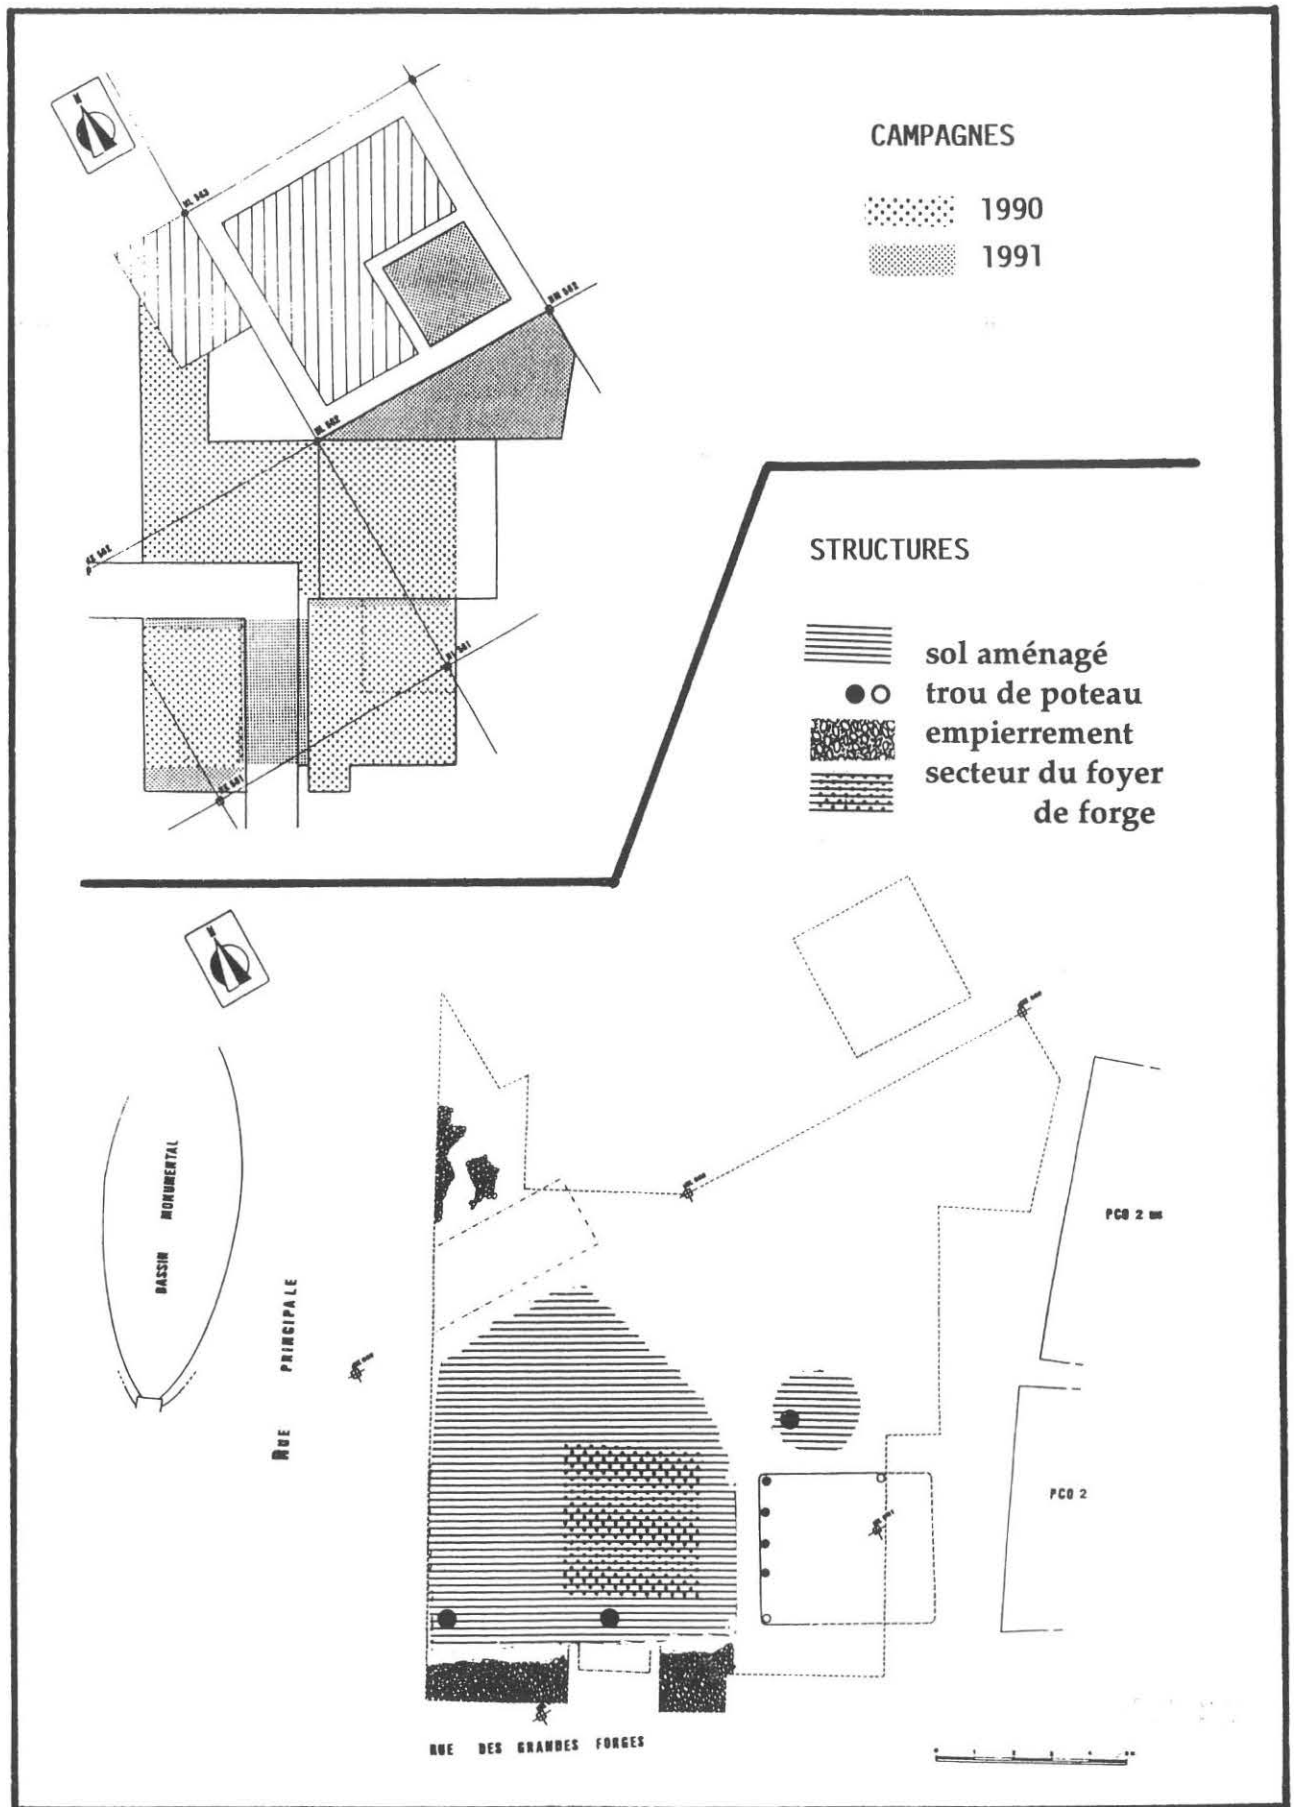 CAMPAGNES
1990
1991
STRUCTURES
sol aménagé
trou de poteau
empierrement
secteur du foyer
de forge
N
N
BASSIN MONUMENTAL
RUE PRINCIPALE
PCO 2
RUE DES GRANDES FORGES